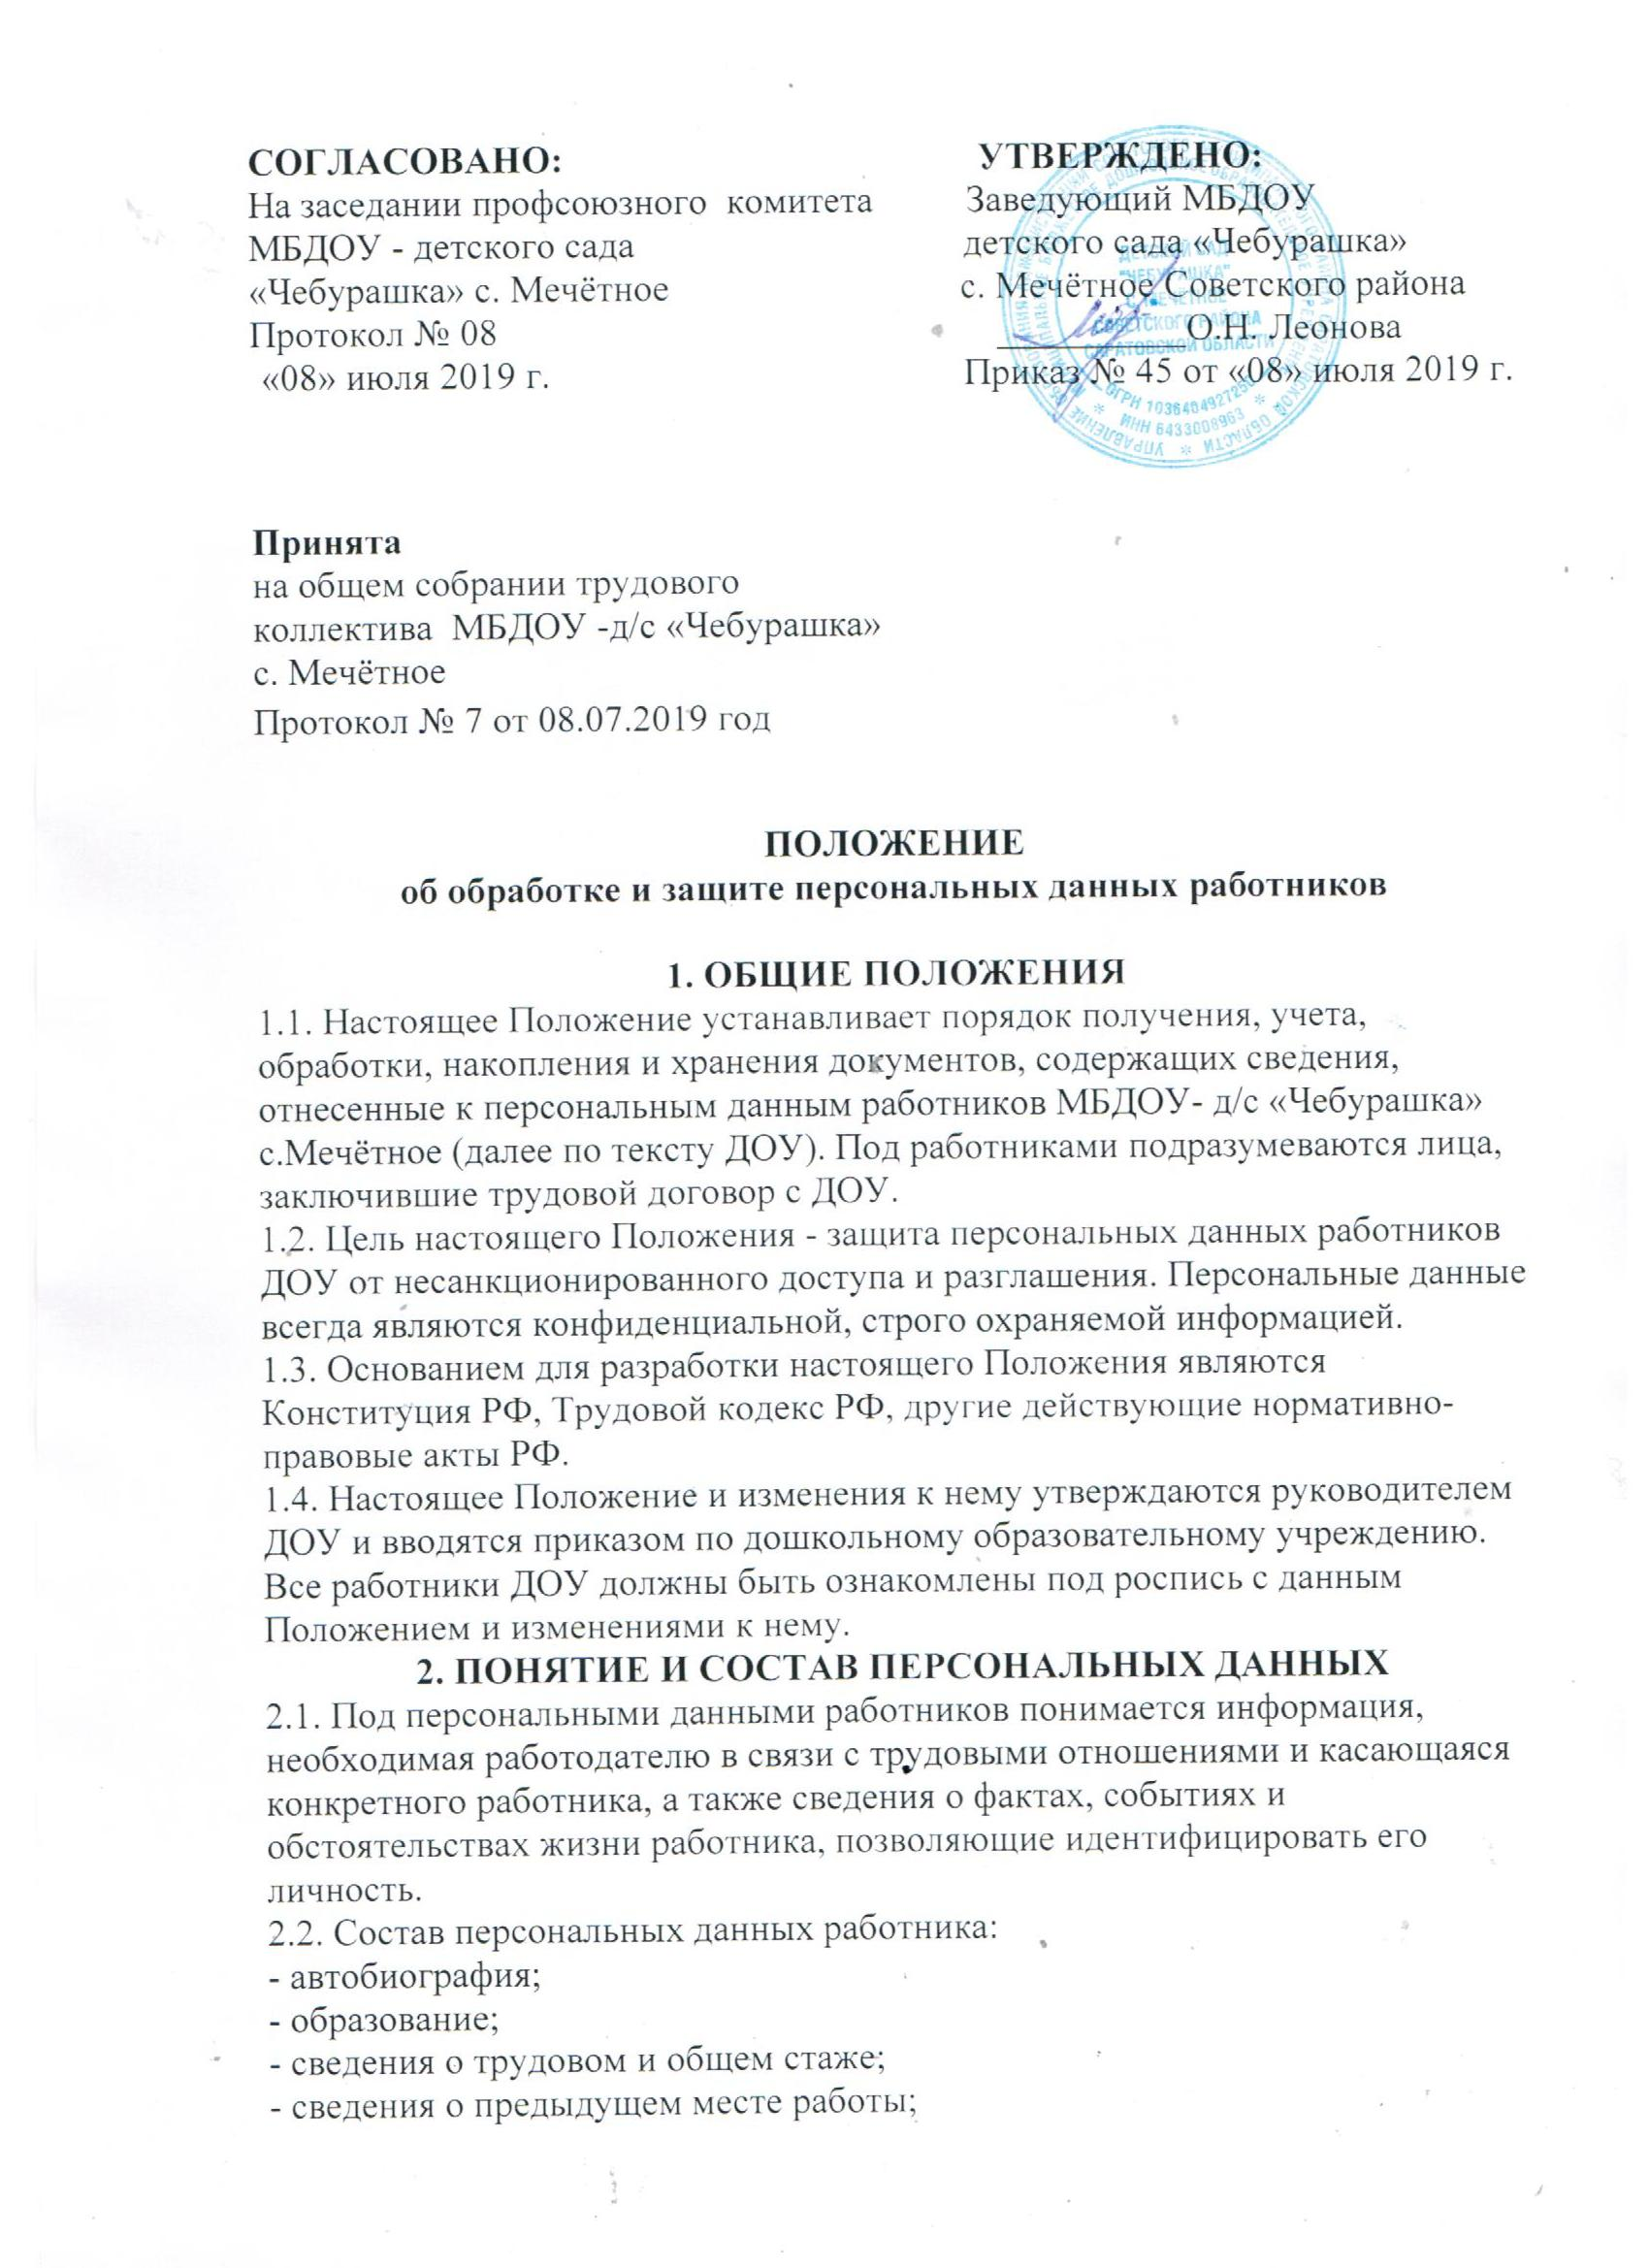 СОГЛАСОВАНО:
На заседании профсоюзного комитета
МБДОУ - детского сада
«Чебурашка» с. Мечётное
Протокол № 08
«08» июля 2019 г.
УТВЕРЖДЕНО:
Заведующий МБДОУ
детского сада «Чебурашка»
с. Мечётное Советского района
О.Н. Леонова
Приказ № 45 от «08» июля 2019 г.
ДЕТСКИЙ САД
"ЧЕБУРАШКА"
С. МЕЧЕТНОЕ
СОВЕТСКОГО РАЙОНА
САРАТОВСКОЙ ОБЛАСТИ
ИНН 6433008963
Принята
на общем собрании трудового
коллектива МБДОУ -д/с «Чебурашка»
с. Мечётное
Протокол № 7 от 08.07.2019 год
ПОЛОЖЕНИЕ
об обработке и защите персональных данных работников
1. ОБЩИЕ ПОЛОЖЕНИЯ
1.1. Настоящее Положение устанавливает порядок получения, учета,
обработки, накопления и хранения документов, содержащих сведения,
отнесенные к персональным данным работников МБДОУ- д/с «Чебурашка»
с.Мечётное (далее по тексту ДОУ). Под работниками подразумеваются лица,
заключившие трудовой договор с ДОУ.
1.2. Цель настоящего Положения - защита персональных данных работников
ДОУ от несанкционированного доступа и разглашения. Персональные данные
всегда являются конфиденциальной, строго охраняемой информацией.
1.3. Основанием для разработки настоящего Положения являются
Конституция РФ, Трудовой кодекс РФ, другие действующие нормативно-
правовые акты РФ.
1.4. Настоящее Положение и изменения к нему утверждаются руководителем
ДОУ и вводятся приказом по дошкольному образовательному учреждению.
Все работники ДОУ должны быть ознакомлены под роспись с данным
Положением и изменениями к нему.
2. ПОНЯТИЕ И СОСТАВ ПЕРСОНАЛЬНЫХ ДАННЫХ
2.1. Под персональными данными работников понимается информация,
необходимая работодателю в связи с трудовыми отношениями и касающаяся
конкретного работника, а также сведения о фактах, событиях и
обстоятельствах жизни работника, позволяющие идентифицировать его
личность.
2.2. Состав персональных данных работника:
- автобиография;
- образование;
- сведения о трудовом и общем стаже;
- сведения о предыдущем месте работы;